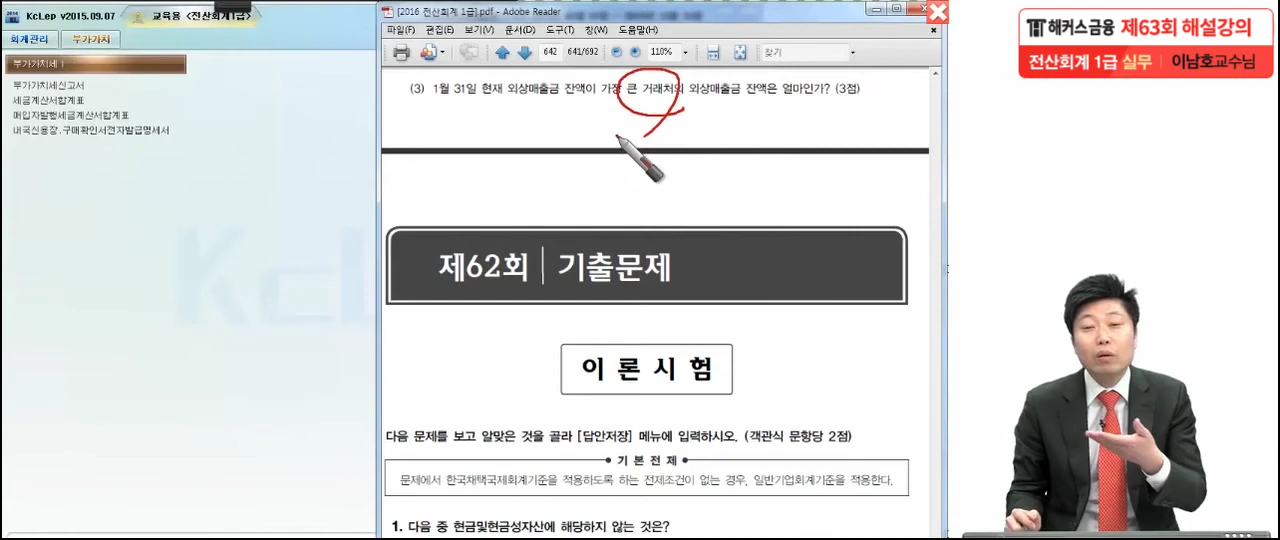 KcLep v2015.09.07 교육용 <전산회계1급>
회계관리 부가가치
부가가치세 I
부가가치세신고서
세금계산서합계표
매입자발행세금계산서합계표
내국신용장.구매확인서전자발급명세서
[2016 전산회계 1급].pdf - Adobe Reader
파일(F) 편집(E) 보기(V) 문서(D) 도구(T) 창(W) 도움말(H)
642 641/692 110% 찾기
(3) 1월 31일 현재 외상매출금 잔액이 가장 큰 거래처의 외상매출금 잔액은 얼마인가? (3점)
제62회 기출문제
이론시험
다음 문제를 보고 알맞은 것을 골라 [답안저장] 메뉴에 입력하시오. (객관식 문항당 2점)
기본전제
문제에서 한국채택국제회계기준을 적용하도록 하는 전제조건이 없는 경우, 일반기업회계기준을 적용한다.
1. 다음 중 현금및현금성자산에 해당하지 않는 것은?
해커스금융 제63회 해설강의
전산회계 1급 실무 이남호교수님